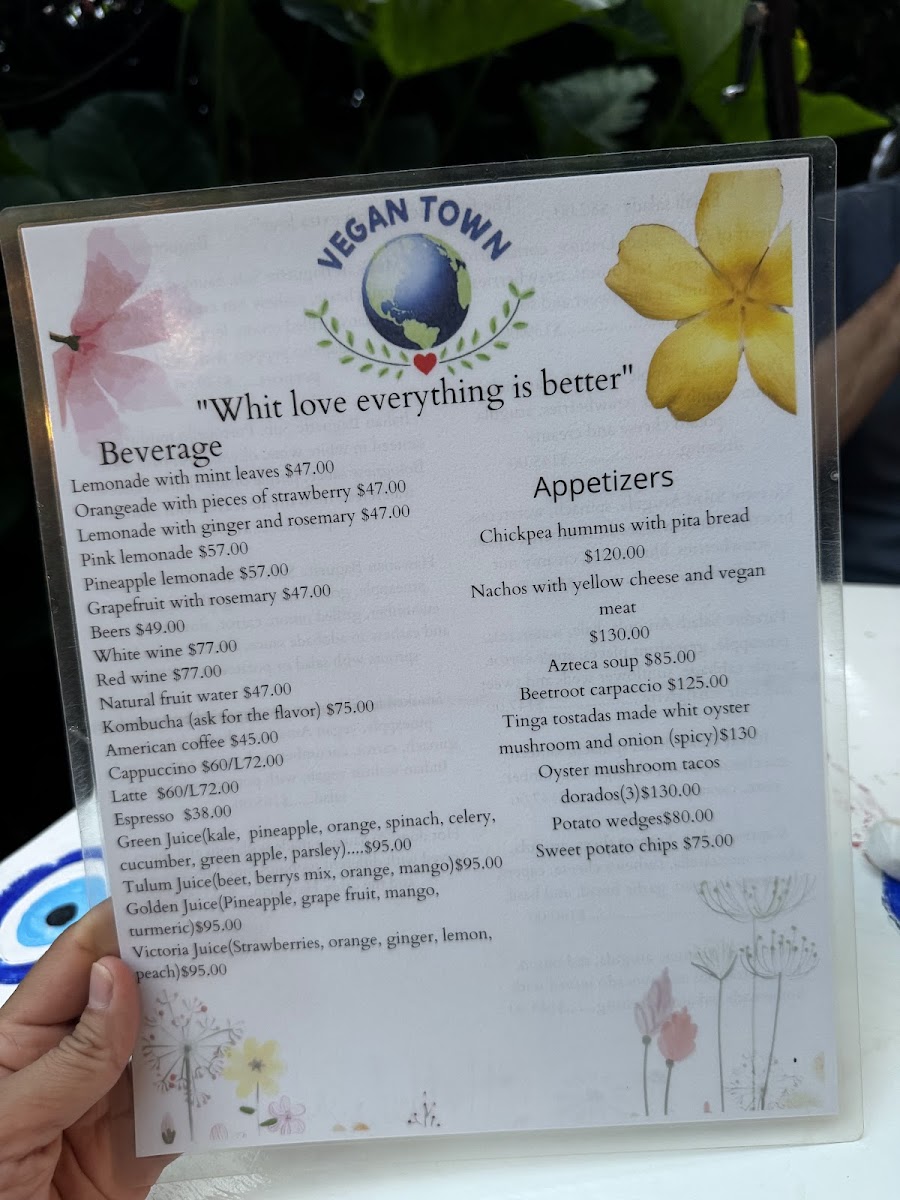 VEGAN TOWN
"Whit love everything is better"
Beverage
Lemonade with mint leaves $47.00
Orangeade with pieces of strawberry $47.00
Lemonade with ginger and rosemary $47.00
Pink lemonade $57.00
Pineapple lemonade $57.00
Grapefruit with rosemary $47.00
Beers $49.00
White wine $77.00
Red wine $77.00
Natural fruit water $47.00
Kombucha (ask for the flavor) $75.00
American coffee $45.00
Cappuccino $60/L72.00
Latte $60/L72.00
Espresso $38.00
Green Juice(kale, pineapple, orange, spinach, celery,
cucumber, green apple, parsley)....$95.00
Tulum Juice(beet, berrys mix, orange, mango)$95.00
Golden Juice(Pineapple, grape fruit, mango,
turmeric)$95.00
Victoria Juice(Strawberries, orange, ginger, lemon,
peach)$95.00
Appetizers
Chickpea hummus with pita bread
$120.00
Nachos with yellow cheese and vegan
meat
$130.00
Azteca soup $85.00
Beetroot carpaccio $125.00
Tinga tostadas made whit oyster
mushroom and onion (spicy)$130
Oyster mushroom tacos
dorados(3)$130.00
Potato wedges$80.00
Sweet potato chips $75.00